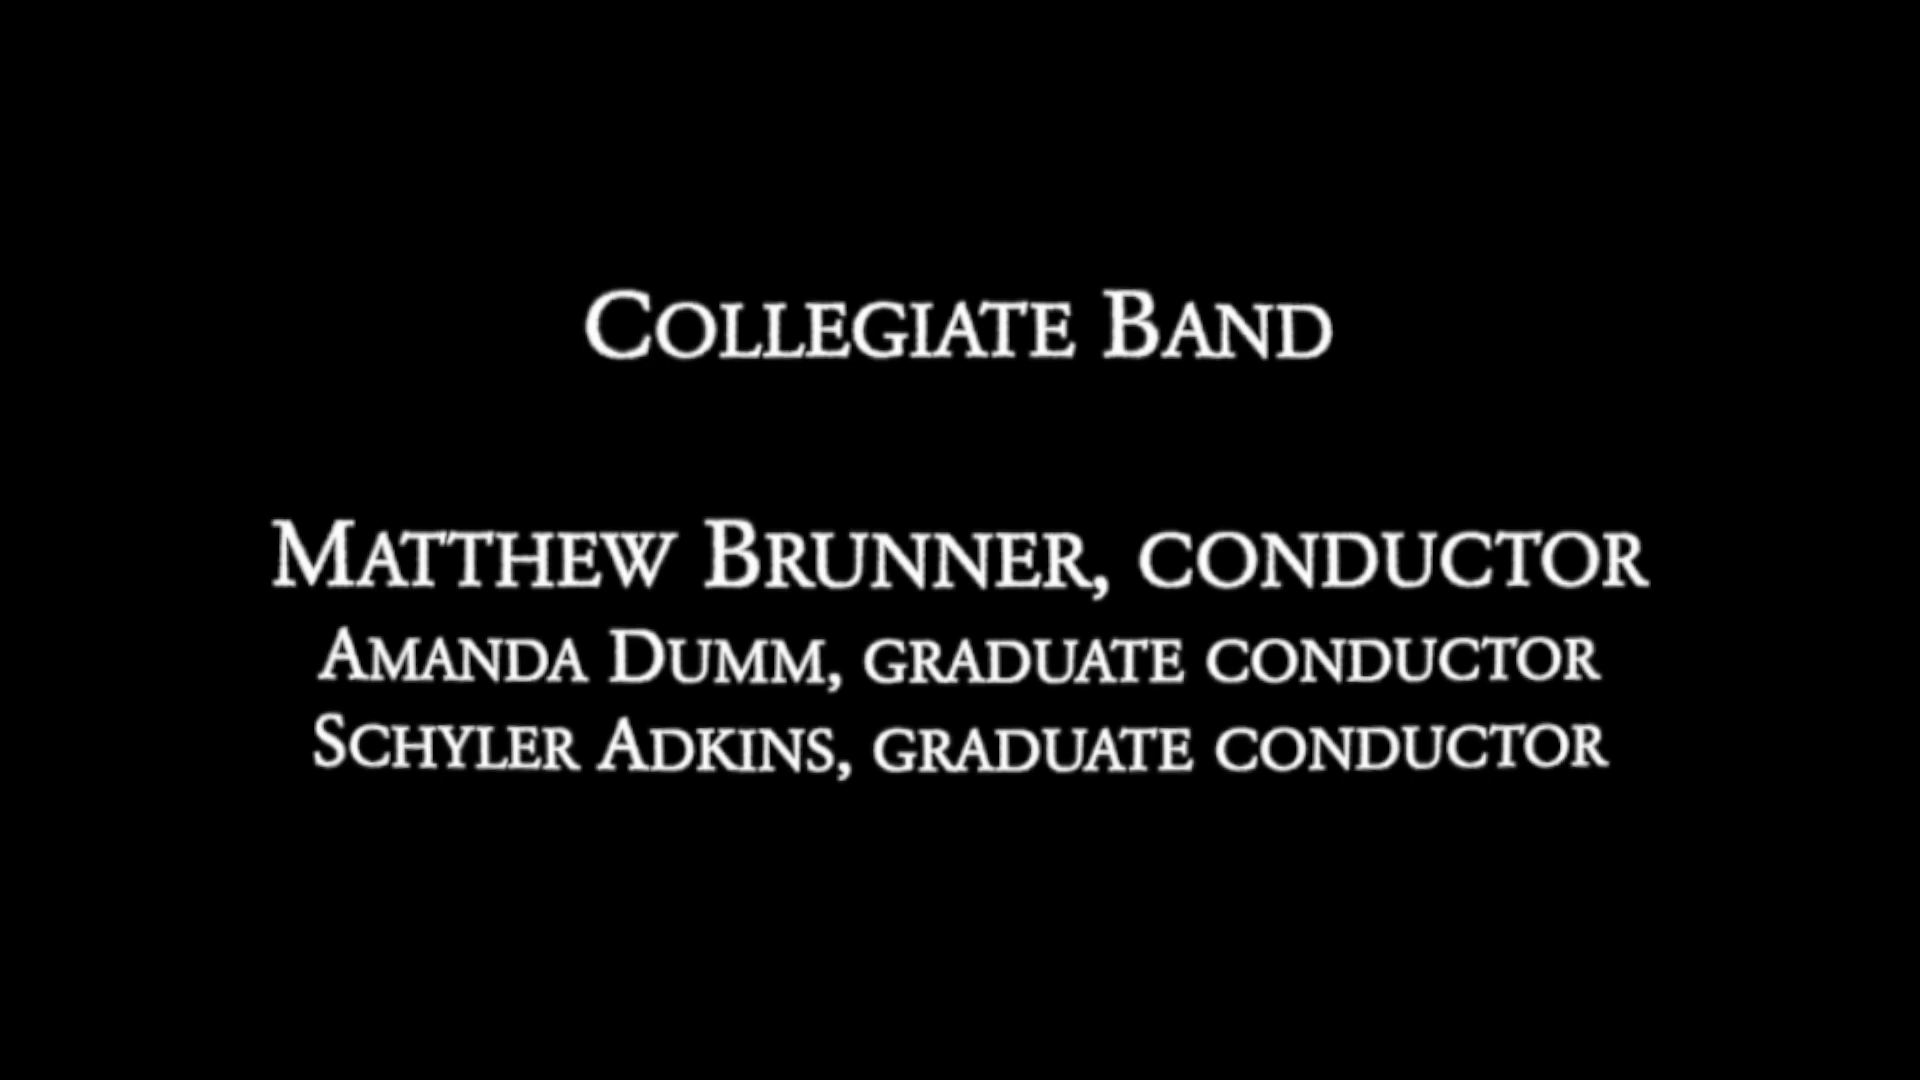 Collegiate Band
Matthew Brunner, conductor
Amanda Dumm, graduate conductor
Schyler Adkins, graduate conductor